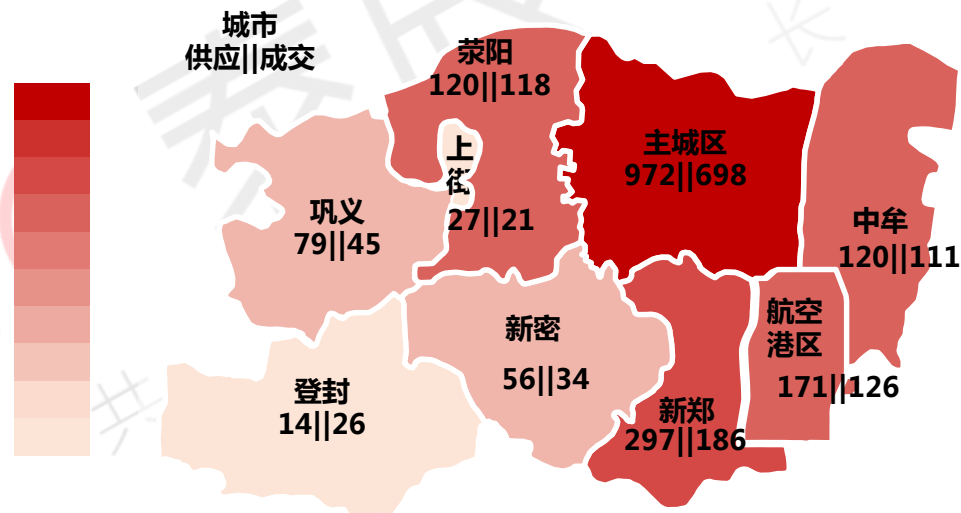 城市
供应||成交
荥阳
120||118
上
街
27||21
主城区
972||698
中牟
120||111
巩义
79||45
航空
港区
171||126
新密
56||34
登封
14||26
新郑
297||186
长
共